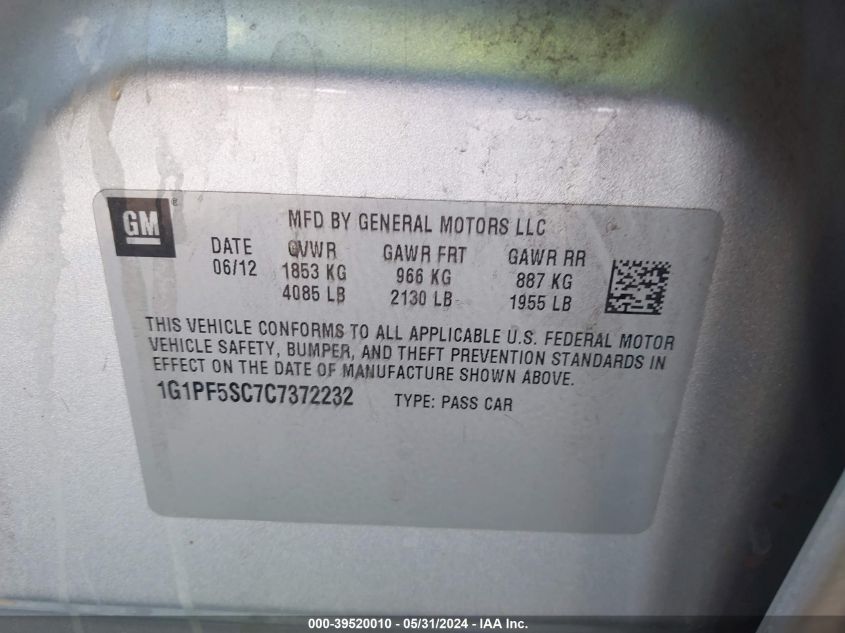 GM ®
MFD BY GENERAL MOTORS LLC
DATE GVWR GAWR FRT GAWR RR
06/12 1853 KG 966 KG 887 KG
4085 LB 2130 LB 1955 LB
THIS VEHICLE CONFORMS TO ALL APPLICABLE U.S. FEDERAL MOTOR
VEHICLE SAFETY, BUMPER, AND THEFT PREVENTION STANDARDS IN
EFFECT ON THE DATE OF MANUFACTURE SHOWN ABOVE.
1G1PF5SC7C7372232 TYPE: PASS CAR
000-39520010 - 05/31/2024 - IAA Inc.